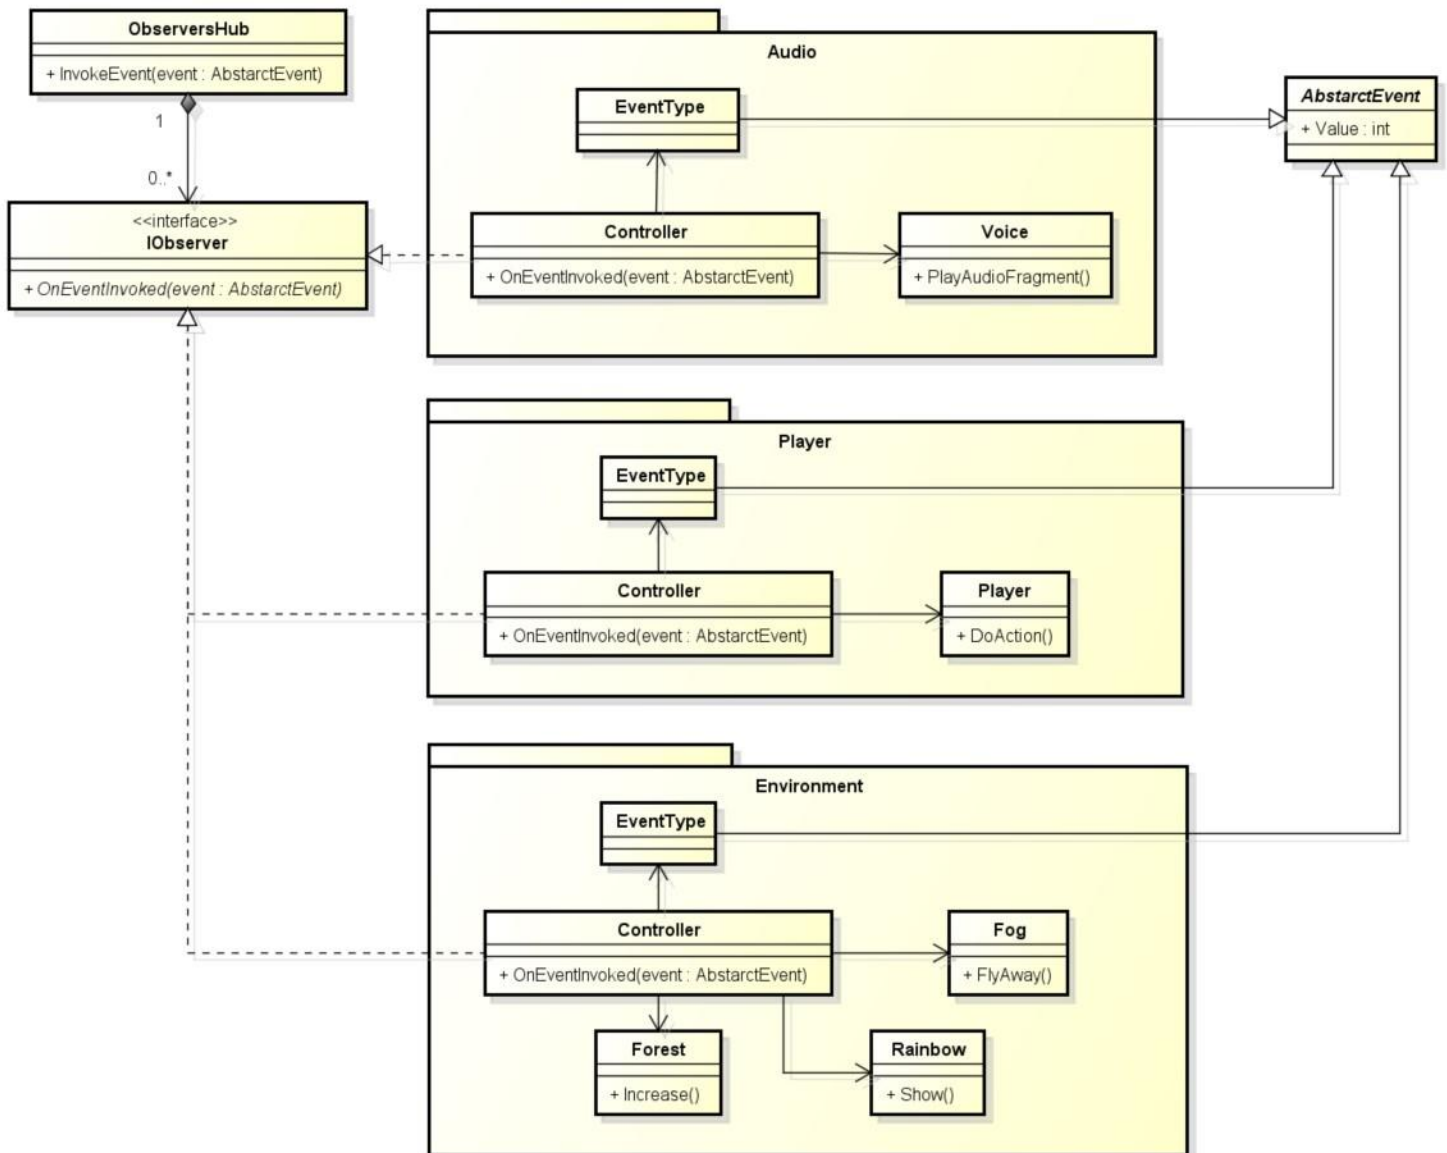 ObserversHub
+ InvokeEvent(event : AbstarctEvent)
1
0..*
<<interface>>
IObserver
+ OnEventInvoked(event : AbstarctEvent)
Audio
EventType
Controller
+ OnEventInvoked(event : AbstarctEvent)
Voice
+ PlayAudioFragment()
AbstarctEvent
+ Value : int
Player
EventType
Controller
+ OnEventInvoked(event : AbstarctEvent)
Player
+ DoAction()
Environment
EventType
Controller
+ OnEventInvoked(event : AbstarctEvent)
Fog
+ FlyAway()
Forest
+ Increase()
Rainbow
+ Show()